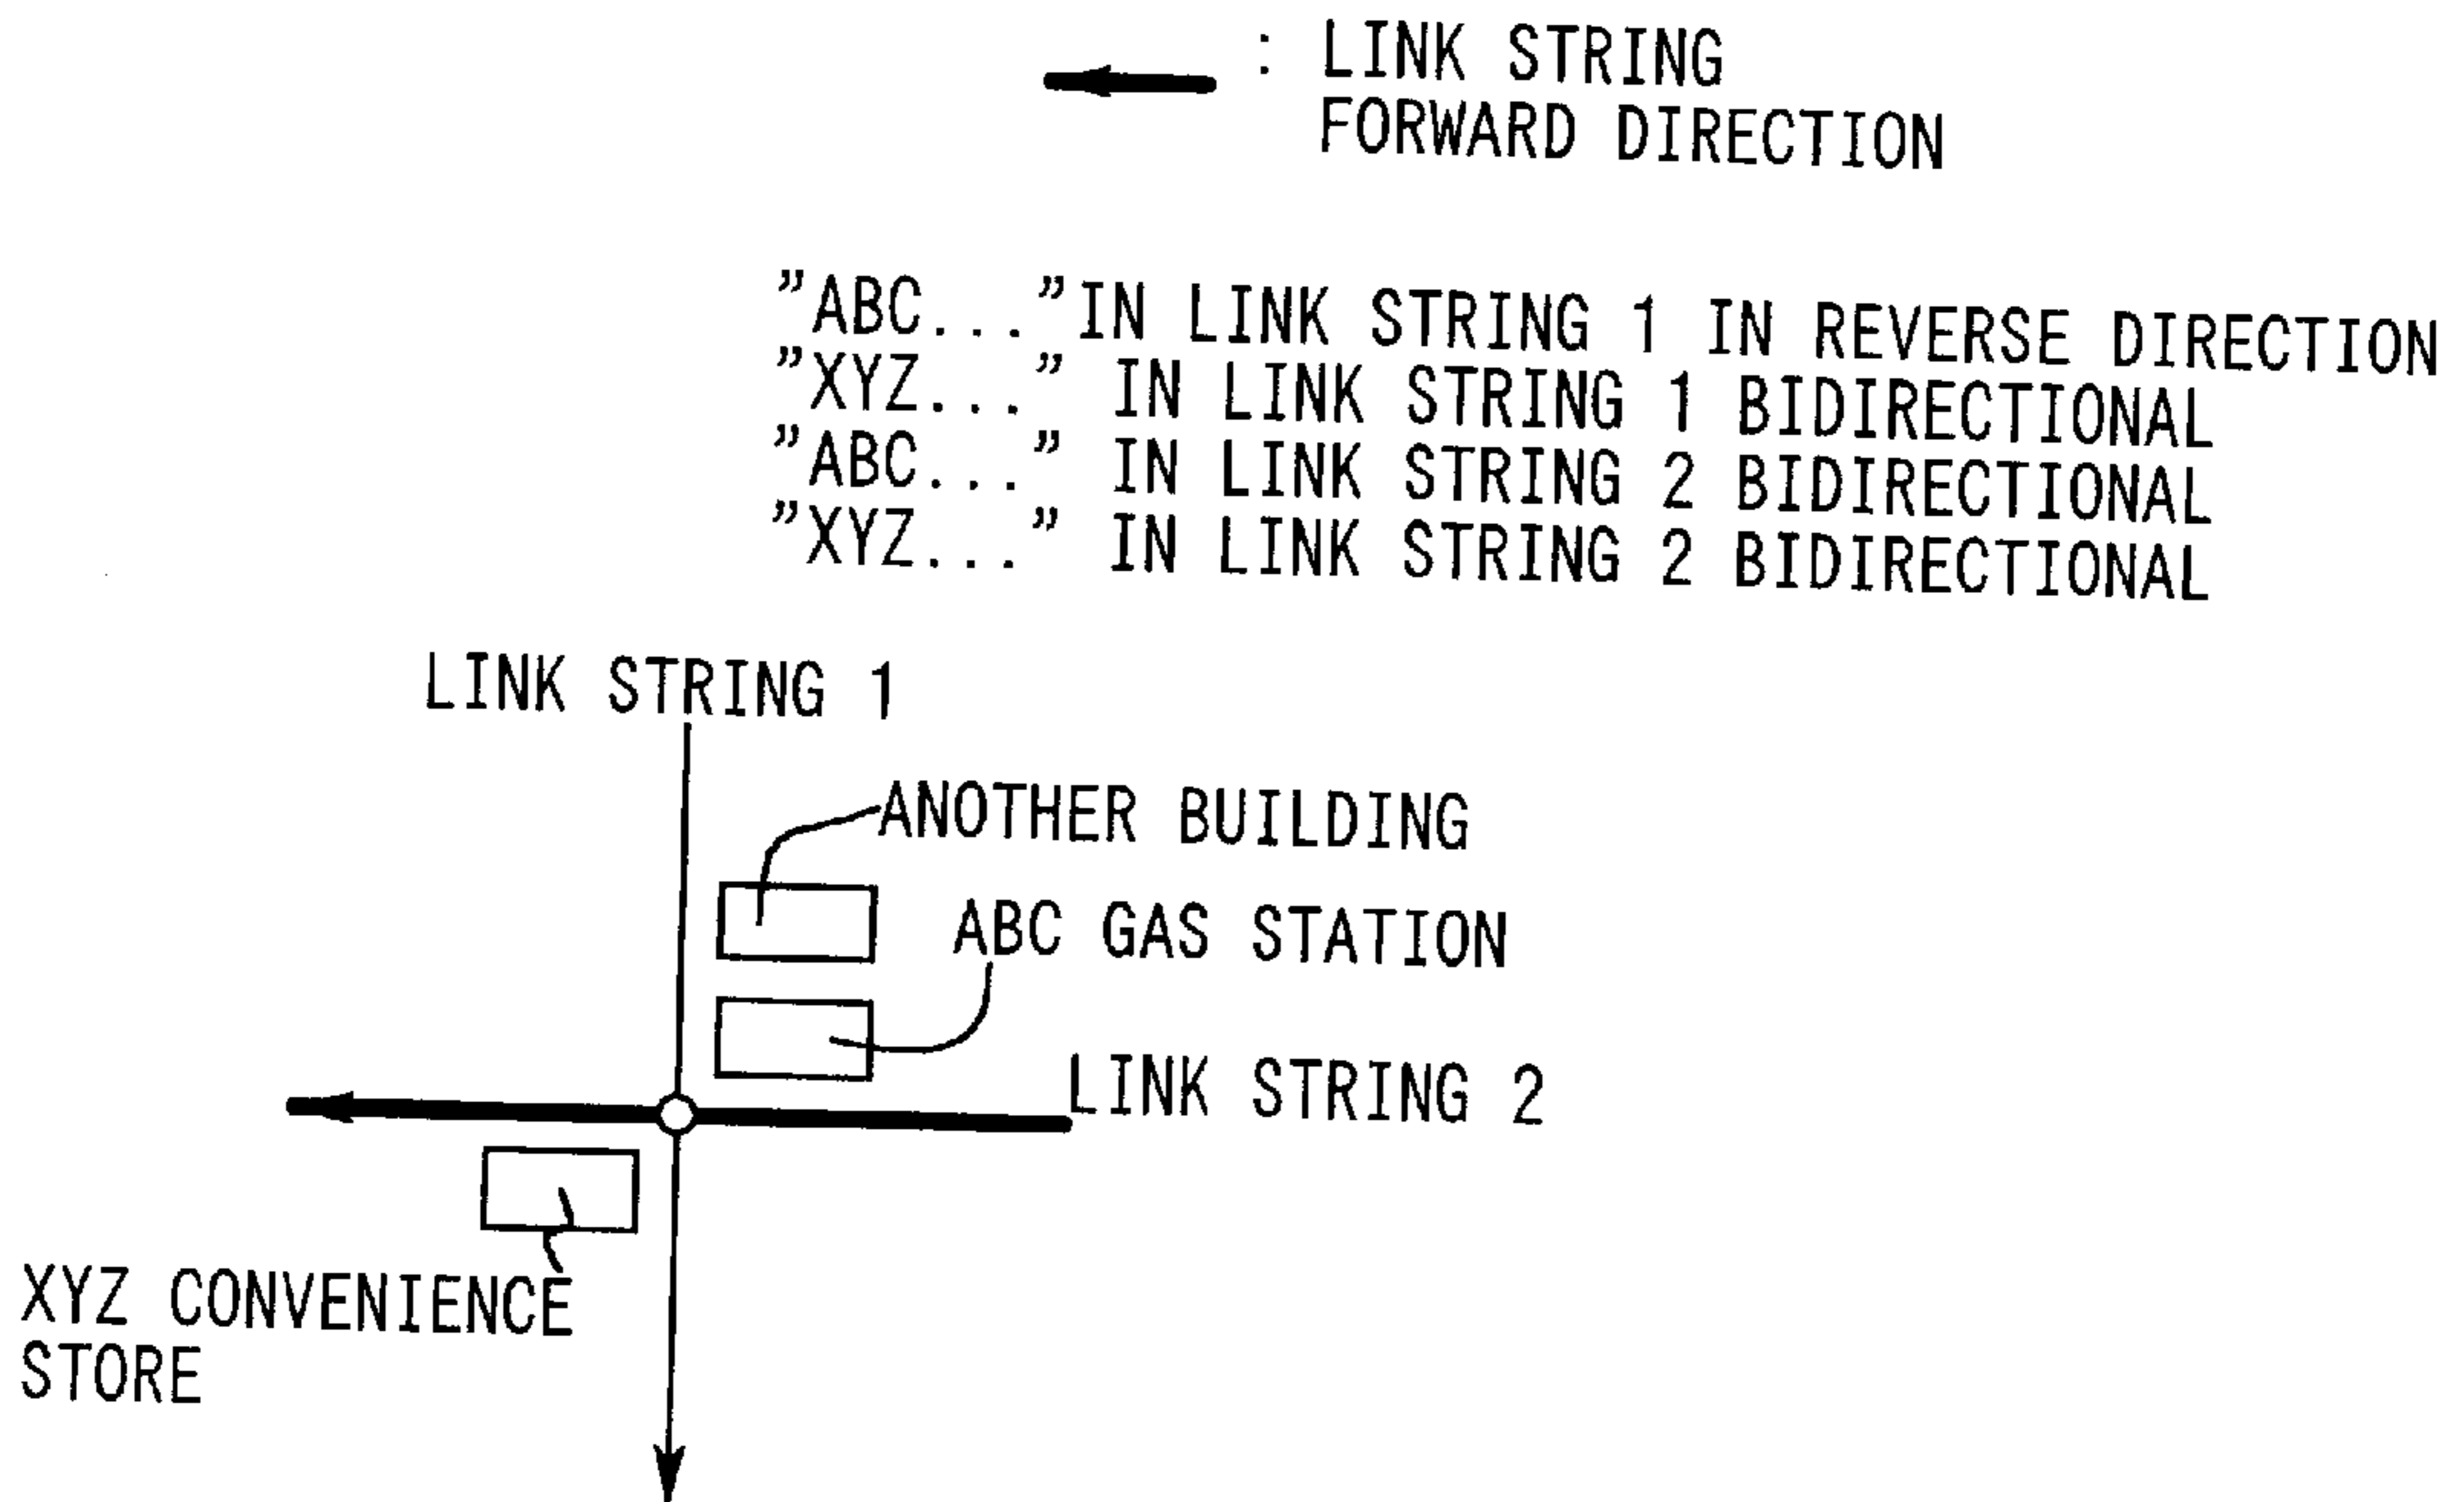 : LINK STRING
FORWARD DIRECTION
"ABC..."IN LINK STRING 1 IN REVERSE DIRECTION
"XYZ..." IN LINK STRING 1 BIDIRECTIONAL
"ABC..." IN LINK STRING 2 BIDIRECTIONAL
"XYZ..." IN LINK STRING 2 BIDIRECTIONAL
LINK STRING 1
ANOTHER BUILDING
ABC GAS STATION
LINK STRING 2
XYZ CONVENIENCE
STORE